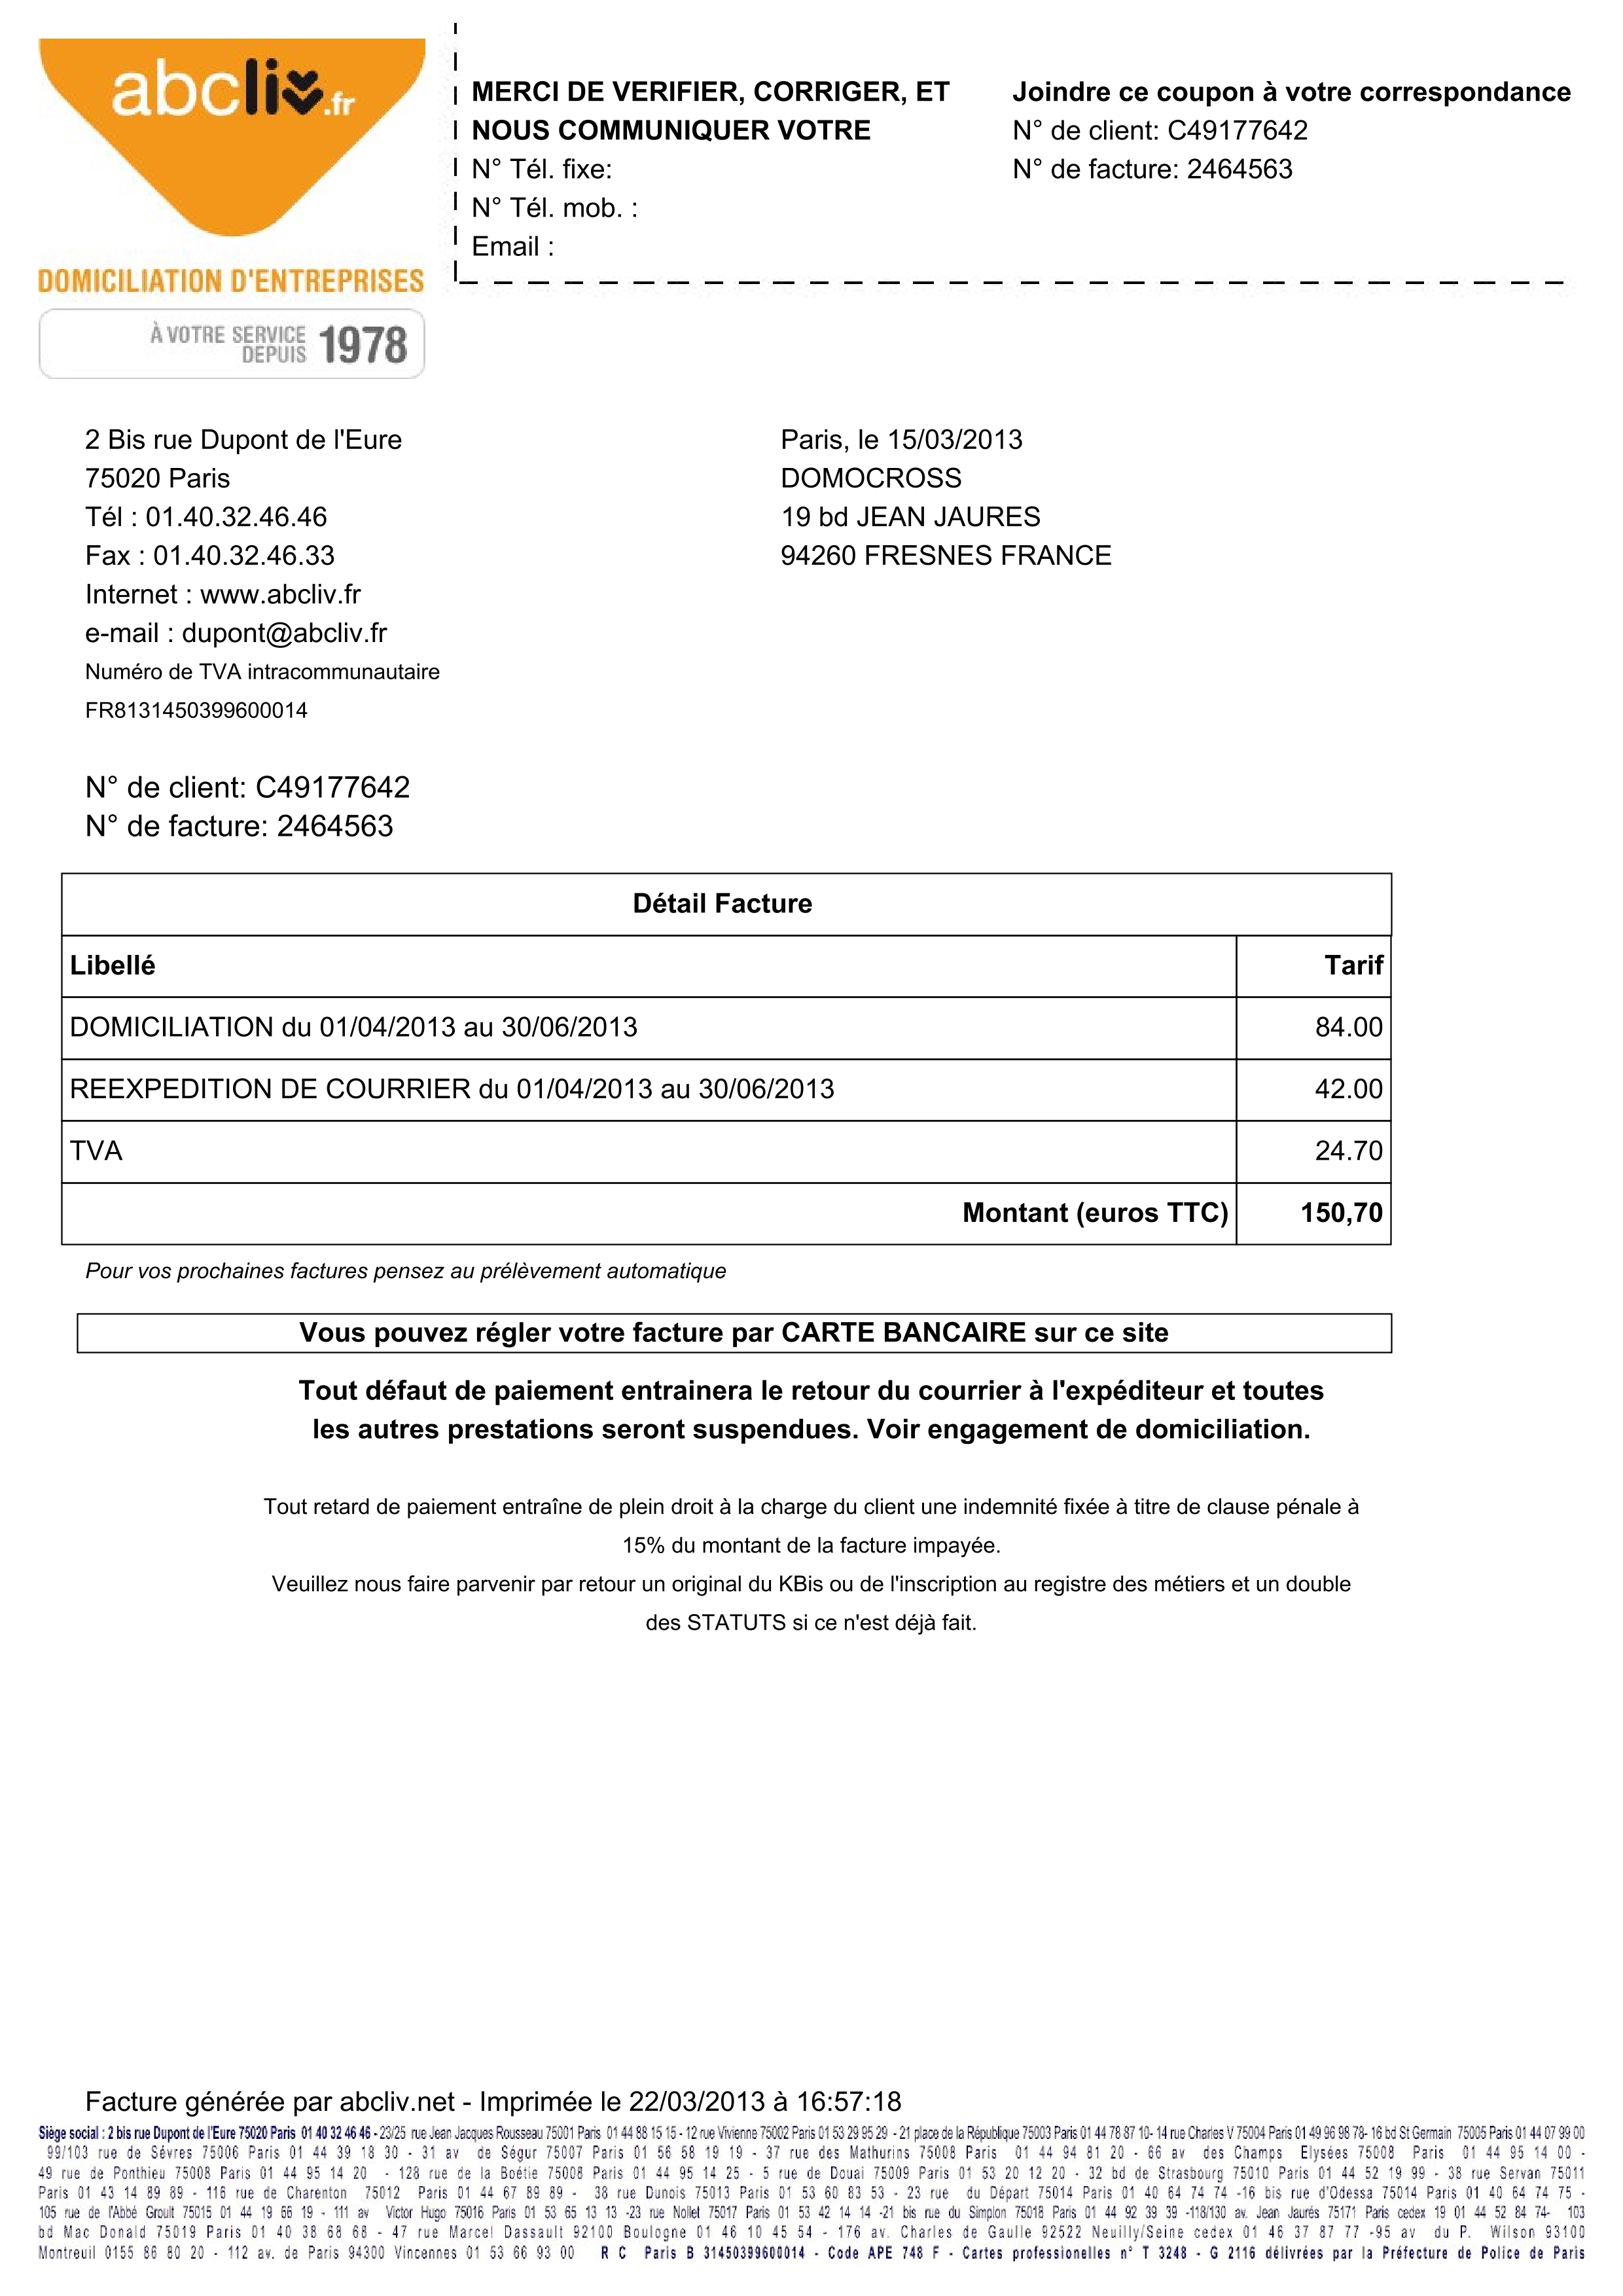 abcliv.fr
DOMICILIATION D'ENTREPRISES
À VOTRE SERVICE
DEPUIS 1978
MERCI DE VERIFIER, CORRIGER, ET
NOUS COMMUNIQUER VOTRE
N° Tél. fixe:
N° Tél. mob. :
Email :
Joindre ce coupon à votre correspondance
N° de client: C49177642
N° de facture: 2464563
2 Bis rue Dupont de l'Eure
75020 Paris
Tél : 01.40.32.46.46
Fax : 01.40.32.46.33
Internet : www.abcliv.fr
e-mail : dupont@abcliv.fr
Numéro de TVA intracommunautaire
FR8131450399600014
Paris, le 15/03/2013
DOMOCROSS
19 bd JEAN JAURES
94260 FRESNES FRANCE
N° de client: C49177642
N° de facture: 2464563
Détail Facture
Libellé Tarif
DOMICILIATION du 01/04/2013 au 30/06/2013 84.00
REEXPEDITION DE COURRIER du 01/04/2013 au 30/06/2013 42.00
TVA 24.70
Montant (euros TTC) 150,70
Pour vos prochaines factures pensez au prélèvement automatique
Vous pouvez régler votre facture par CARTE BANCAIRE sur ce site
Tout défaut de paiement entrainera le retour du courrier à l'expéditeur et toutes
les autres prestations seront suspendues. Voir engagement de domiciliation.
Tout retard de paiement entraîne de plein droit à la charge du client une indemnité fixée à titre de clause pénale à
15% du montant de la facture impayée.
Veuillez nous faire parvenir par retour un original du KBis ou de l'inscription au registre des métiers et un double
des STATUTS si ce n'est déjà fait.
Facture générée par abcliv.net - Imprimée le 22/03/2013 à 16:57:18
Siège social : 2 bis rue Dupont de l'Eure 75020 Paris 01 40 32 46 46 - 23/25 rue Jean Jacques Rousseau 75001 Paris 01 44 88 15 15 - 12 rue Vivienne 75002 Paris 01 53 29 95 29 - 21 place de la République 75003 Paris 01 44 78 87 10- 14 rue Charles V 75004 Paris 01 49 96 98 78- 16 bd St Germain 75005 Paris 01 44 07 99 00
99/103 rue de Sévres 75006 Paris 01 44 39 18 30 - 31 av de Ségur 75007 Paris 01 56 58 19 19 - 37 rue des Mathurins 75008 Paris 01 44 94 81 20 - 66 av des Champs Elysées 75008 Paris 01 44 95 14 00 -
49 rue de Ponthieu 75008 Paris 01 44 95 14 20 - 128 rue de la Boétie 75008 Paris 01 44 95 14 25 - 5 rue de Douai 75009 Paris 01 53 20 12 20 - 32 bd de Strasbourg 75010 Paris 01 44 52 19 99 - 38 rue Servan 75011
Paris 01 43 14 89 89 - 116 rue de Charenton 75012 Paris 01 44 67 89 89 - 38 rue Dunois 75013 Paris 01 53 60 83 53 - 23 rue du Départ 75014 Paris 01 40 64 74 74 -16 bis rue d'Odessa 75014 Paris 01 40 64 74 75 -
105 rue de l'Abbé Groult 75015 01 44 19 66 19 - 111 av Victor Hugo 75016 Paris 01 53 65 13 13 -23 rue Nollet 75017 Paris 01 53 42 14 14 -21 bis rue du Simplon 75018 Paris 01 44 92 39 39 -118/130 av. Jean Jaurés 75171 Paris cedex 19 01 44 52 84 74- 103
bd Mac Donald 75019 Paris 01 40 38 68 68 - 47 rue Marcel Dassault 92100 Boulogne 01 46 10 45 54 - 176 av. Charles de Gaulle 92522 Neuilly/Seine cedex 01 46 37 87 77 -95 av du P. Wilson 93100
Montreuil 0155 86 80 20 - 112 av. de Paris 94300 Vincennes 01 53 66 93 00 R C Paris B 31450399600014 - Code APE 748 F - Cartes professionelles n° T 3248 - G 2116 délivrées par la Préfecture de Police de Paris